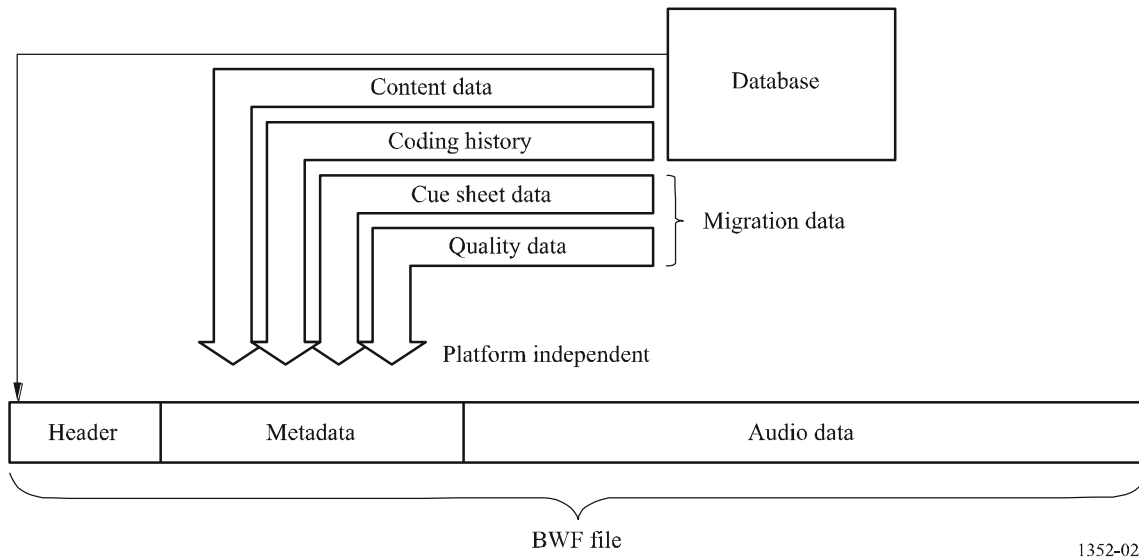 Database
Content data
Coding history
Cue sheet data
Migration data
Quality data
Platform independent
Header
Metadada
Audio data
BWF file
1352-02